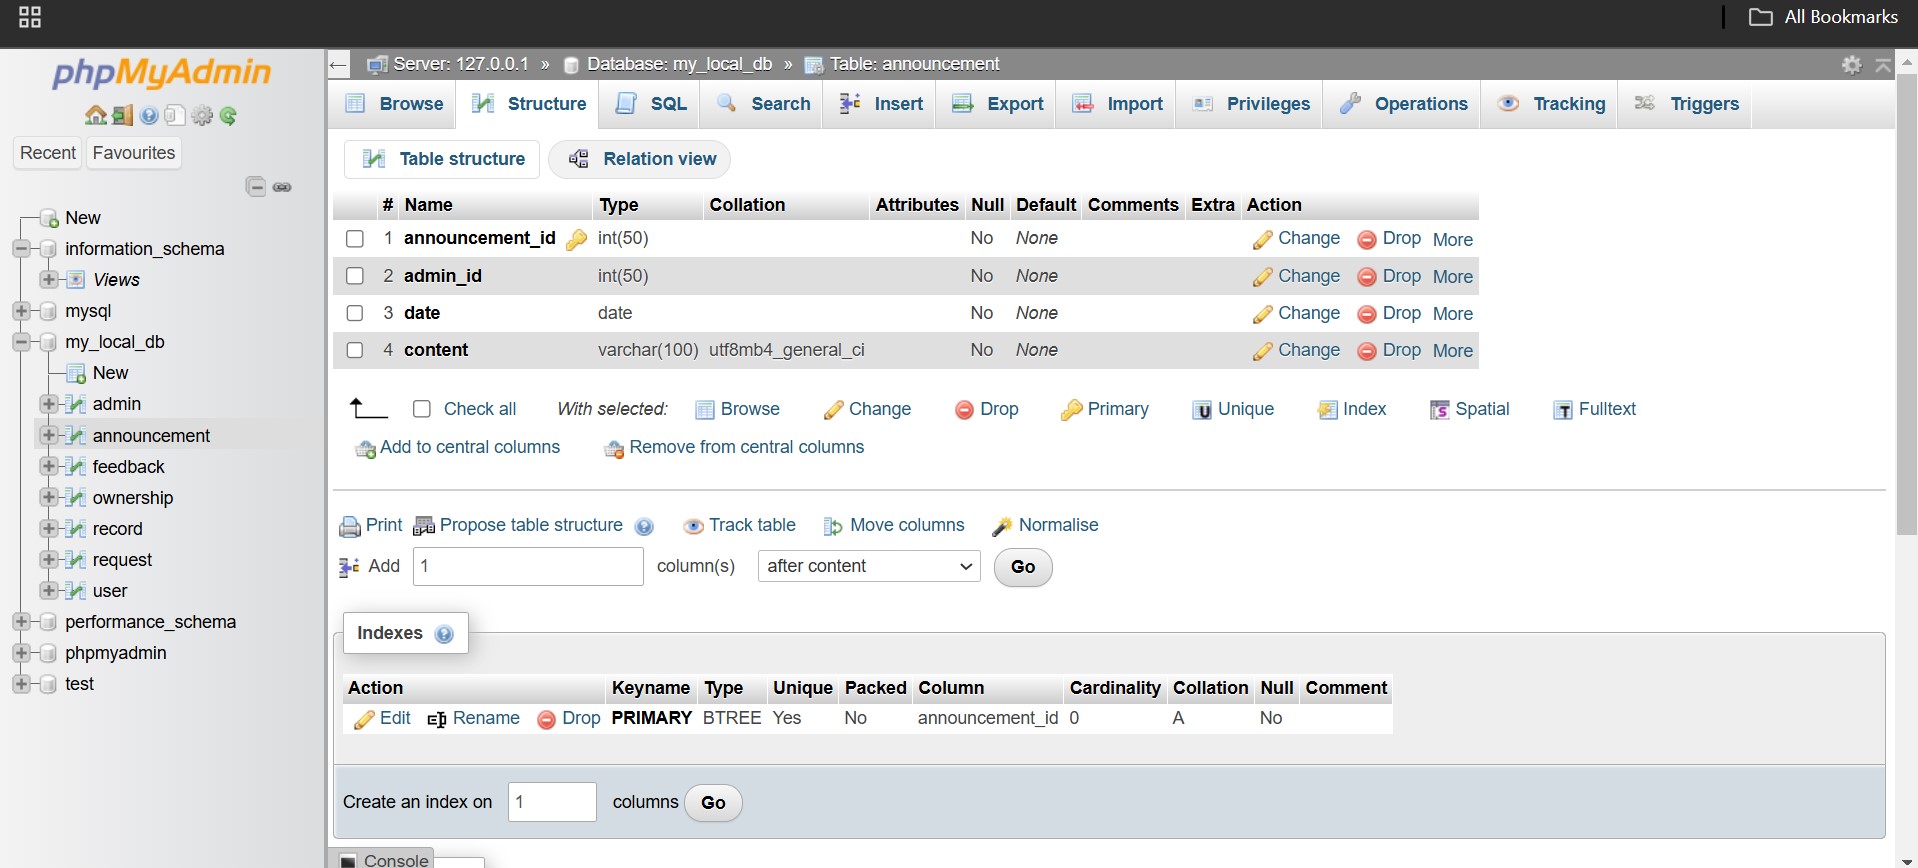 All Bookmarks
phpMyAdmin
Recent Favourites
New
information_schema
Views
mysql
my_local_db
New
admin
announcement
feedback
ownership
record
request
user
performance_schema
phpmyadmin
test
Server: 127.0.0.1 » Database: my_local_db » Table: announcement
Browse Structure SQL Search Insert Export Import Privileges Operations Tracking Triggers
Table structure Relation view
# Name Type Collation Attributes Null Default Comments Extra Action
1 announcement_id int(50) No None Change Drop More
2 admin_id int(50) No None Change Drop More
3 date date No None Change Drop More
4 content varchar(100) utf8mb4_general_ci No None Change Drop More
Check all With selected: Browse Change Drop Primary Unique Index Spatial Fulltext
Add to central columns Remove from central columns
Print Propose table structure Track table Move columns Normalise
Add 1 column(s) after content Go
Indexes
Action Keyname Type Unique Packed Column Cardinality Collation Null Comment
Edit Rename Drop PRIMARY BTREE Yes No announcement_id 0 A No
Create an index on 1 columns Go
Console